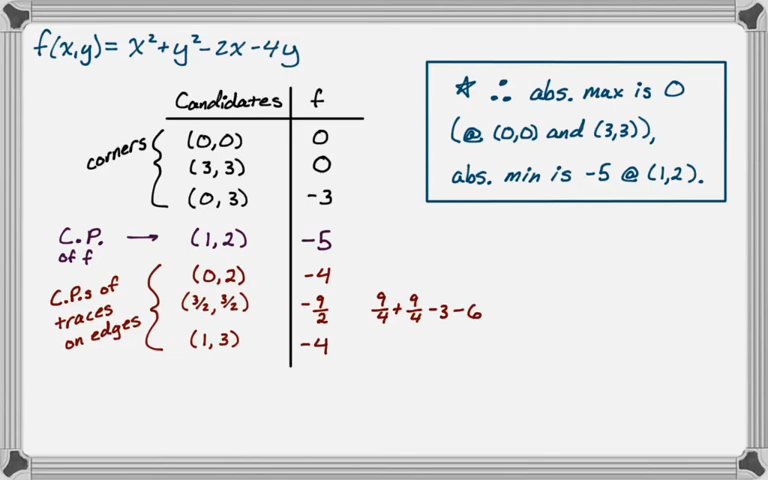 f(x,y) = x² + y² - 2x - 4y
Candidates f
corners
(0,0) 0
(3,3) 0
(0,3) -3
C.P. of f → (1,2) -5
C.P.s of traces on edges
(0,2) -4
(3/2, 3/2) -9/2 9/4 + 9/4 - 3 - 6
(1,3) -4
☆ ∴ abs. max is 0
(@ (0,0) and (3,3)),
abs. min is -5 @ (1,2).